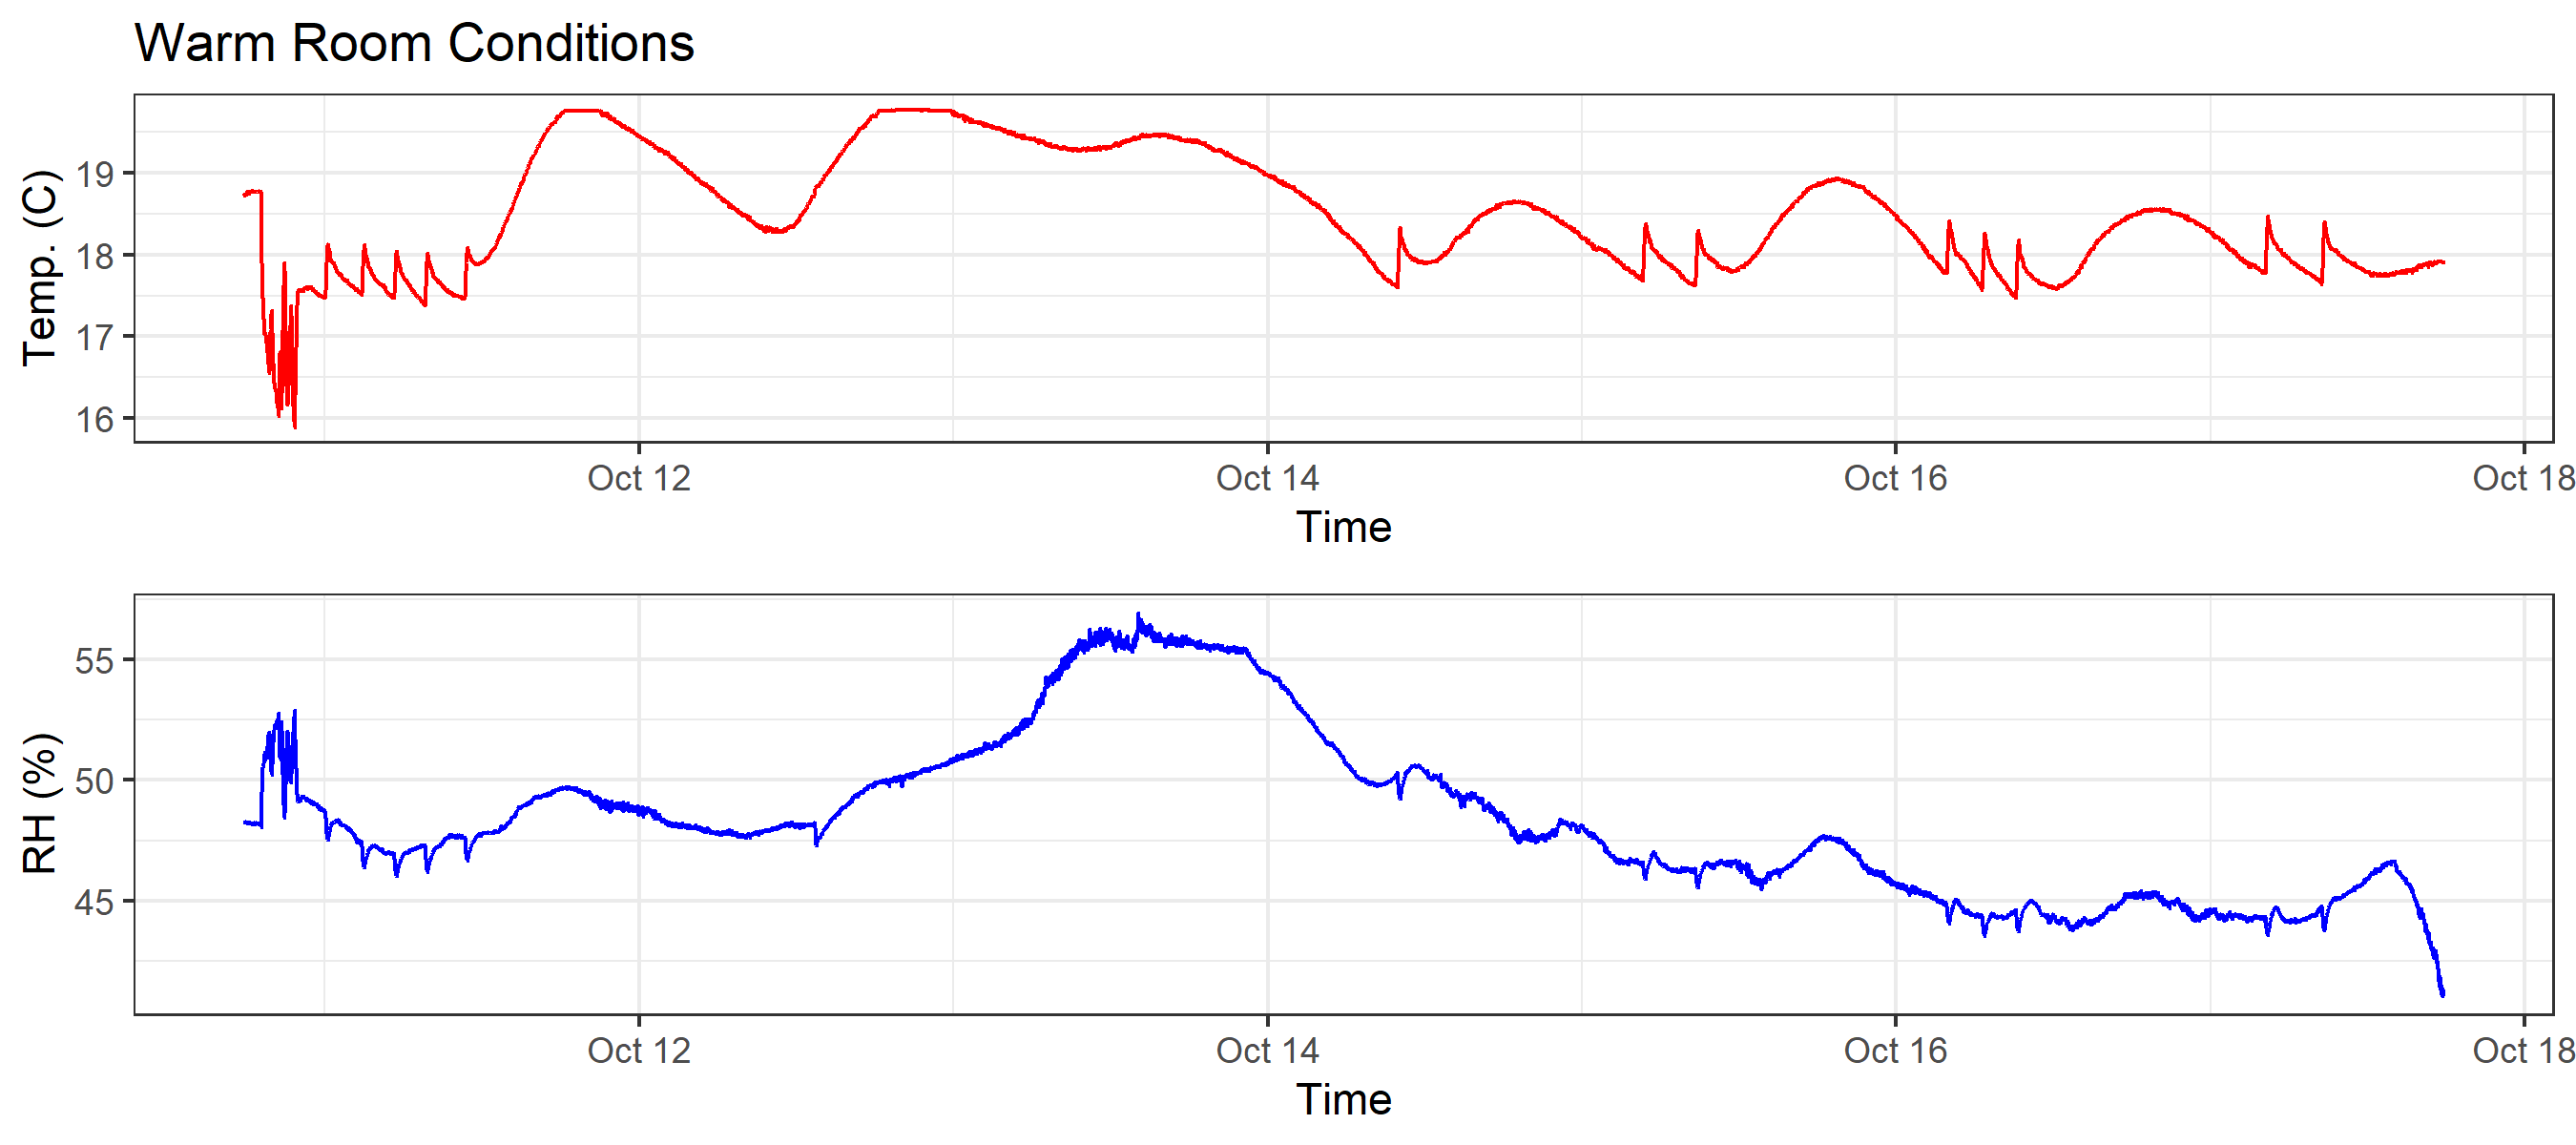 Warm Room Conditions
Temp. (C)
19
18
17
16
Oct 12 Oct 14 Oct 16 Oct 18
Time
RH (%)
55
50
45
Oct 12 Oct 14 Oct 16 Oct 18
Time